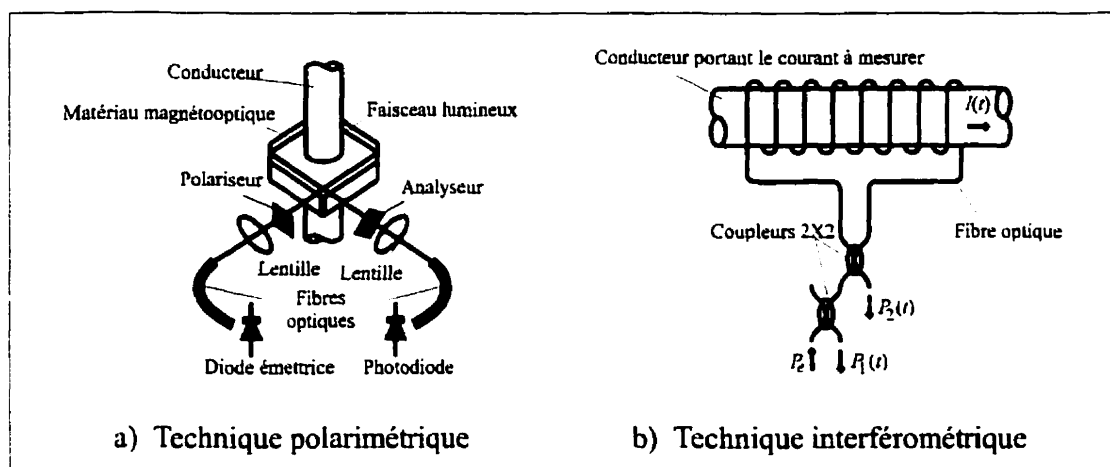 Conducteur
Matériau magnétooptique
Faisceau lumineux
Polariseur
Analyseur
Lentille
Lentille
Fibres
optiques
Diode émettrice
Photodiode
a) Technique polarimétrique
Conducteur portant le courant à mesurer
I(t)
Coupleurs 2X2
Fibre optique
P2(t)
Pe
P1(t)
b) Technique interférométrique